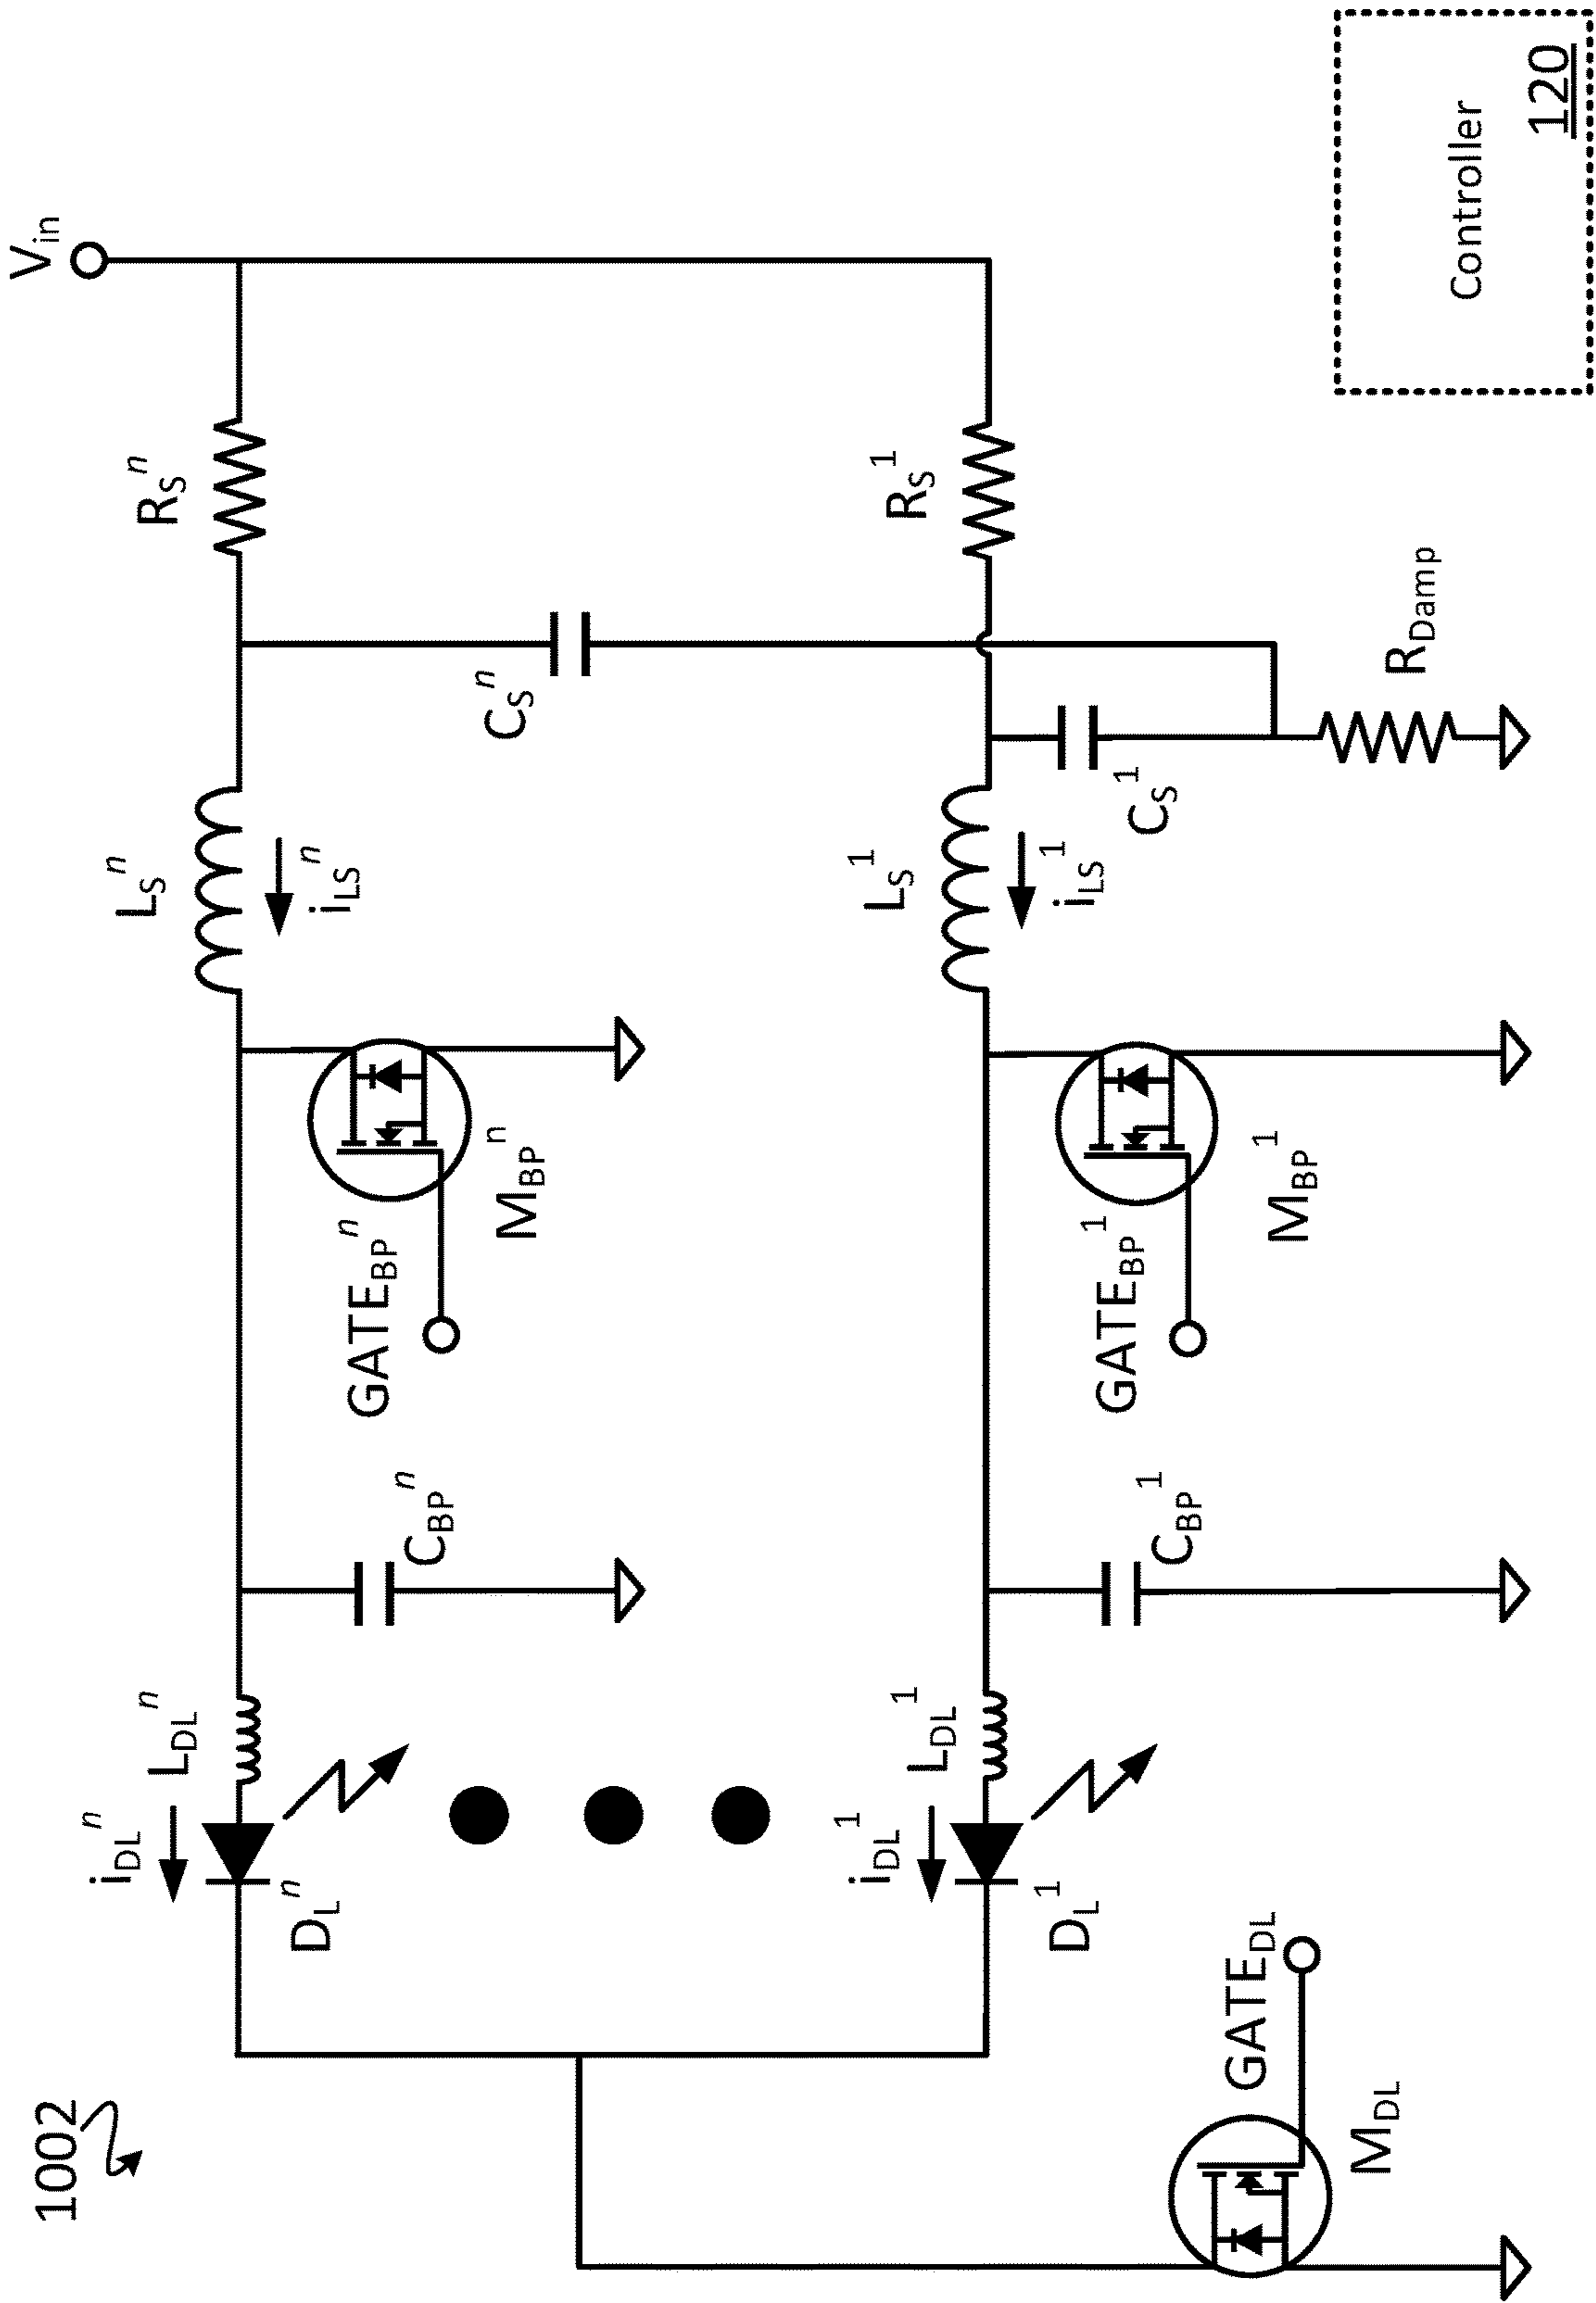 1002
V_in
R_S^n
C_S^n
L_S^n
i_LS^n
GATE_BP^n
M_BP^n
C_BP^n
L_DL^n
i_DL^n
D_L^n
R_S^1
C_S^1
R_Damp
L_S^1
i_LS^1
GATE_BP^1
M_BP^1
C_BP^1
L_DL^1
i_DL^1
D_L^1
GATE_DL
M_DL
Controller
120